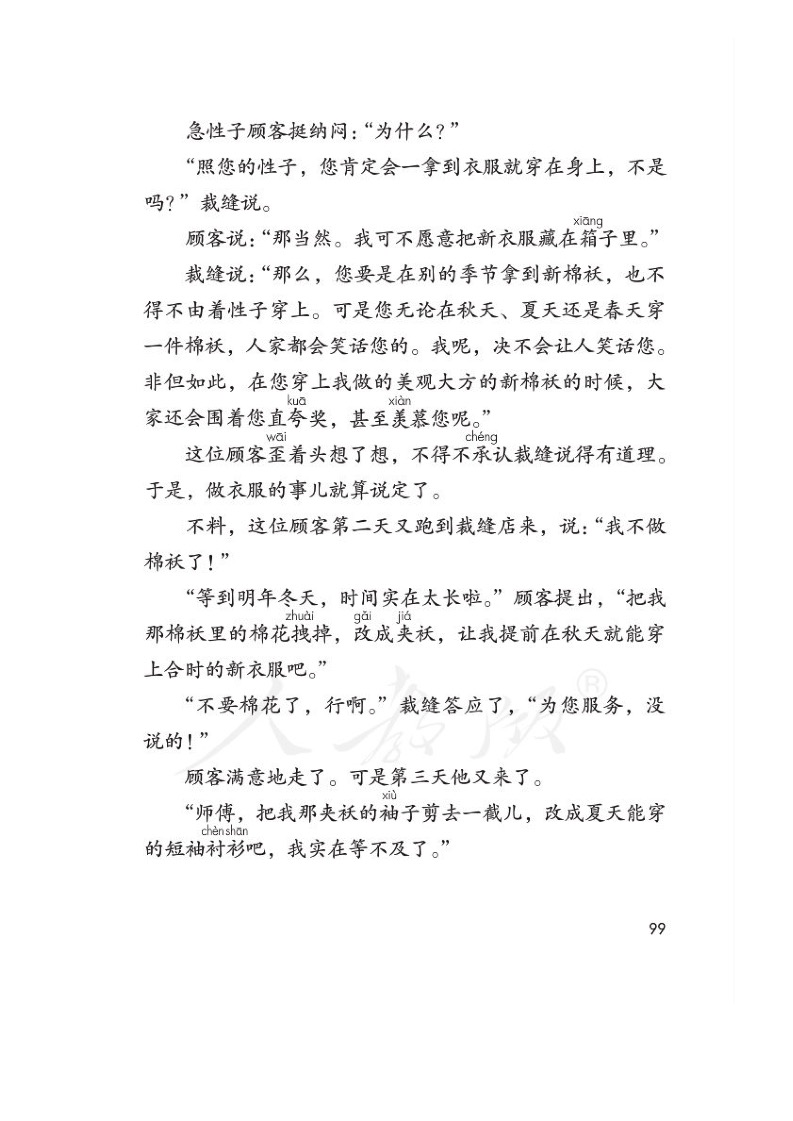 急性子顾客挺纳闷：“为什么？”
“照您的性子，您肯定会一拿到衣服就穿在身上，不是
吗？”裁缝说。
xiāng
顾客说：“那当然。我可不愿意把新衣服藏在箱子里。”
裁缝说：“那么，您要是在别的季节拿到新棉袄，也不
得不由着性子穿上。可是您无论在秋天、夏天还是春天穿
一件棉袄，人家都会笑话您的。我呢，决不会让人笑话您。
非但如此，在您穿上我做的美观大方的新棉袄的时候，大
kuā xiàn
家还会围着您直夸奖，甚至羡慕您呢。”
wāi chéng
这位顾客歪着头想了想，不得不承认裁缝说得有道理。
于是，做衣服的事儿就算说定了。
不料，这位顾客第二天又跑到裁缝店来，说：“我不做
棉袄了！”
“等到明年冬天，时间实在太长啦。”顾客提出，“把我
zhuài gǎi jiá
那棉袄里的棉花拽掉，改成夹袄，让我提前在秋天就能穿
上合时的新衣服吧。”
“不要棉花了，行啊。”裁缝答应了，“为您服务，没
说的！”
顾客满意地走了。可是第三天他又来了。
xiù
“师傅，把我那夹袄的袖子剪去一截儿，改成夏天能穿
chèn shān
的短袖衬衫吧，我实在等不及了。”
人教版®
99